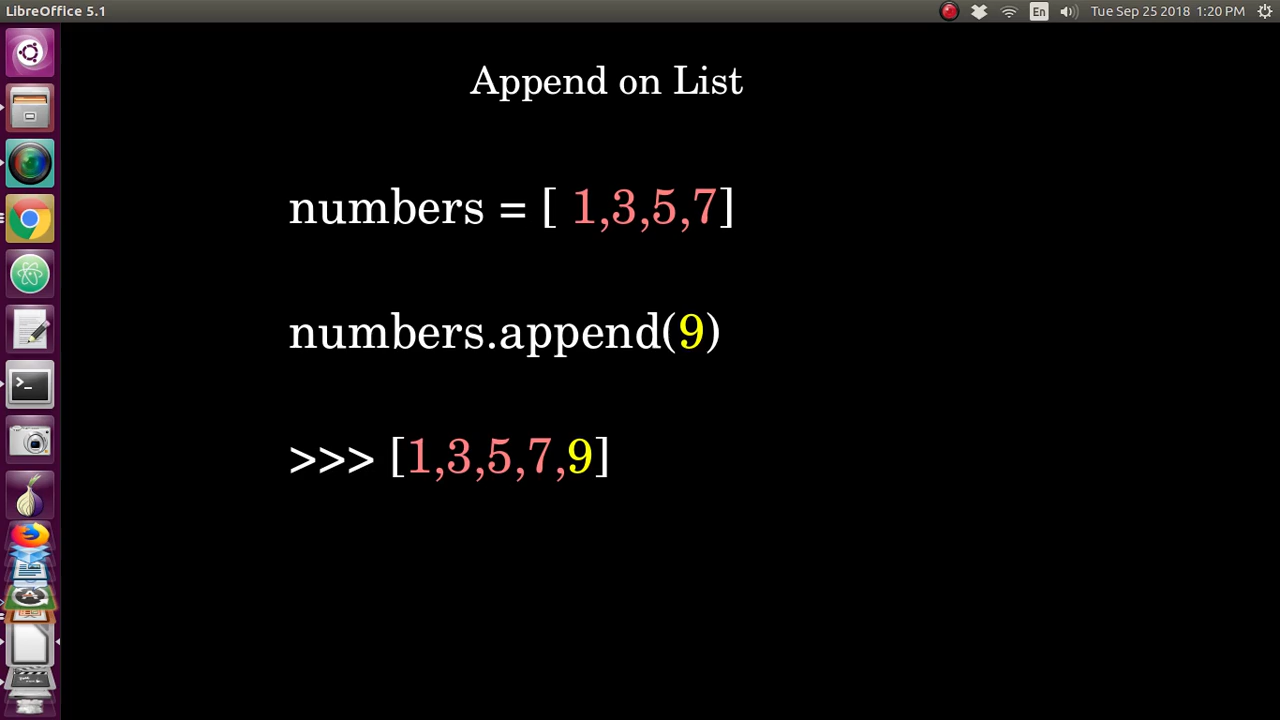 LibreOffice 5.1
En
Tue Sep 25 2018 1:20 PM
Append on List
numbers = [ 1,3,5,7]
numbers.append(9)
>>> [1,3,5,7,9]